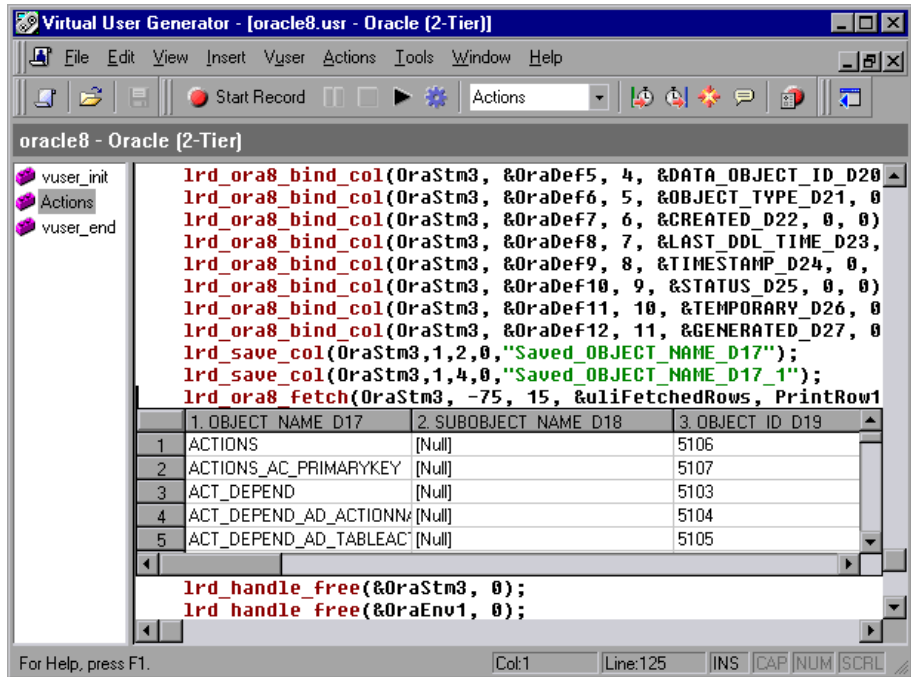 Virtual User Generator - [oracle8.usr - Oracle (2-Tier)]
File Edit View Insert Vuser Actions Tools Window Help
Start Record Actions
oracle8 - Oracle (2-Tier)
vuser_init
Actions
vuser_end
lrd_ora8_bind_col(OraStm3, &OraDef5, 4, &DATA_OBJECT_ID_D20
lrd_ora8_bind_col(OraStm3, &OraDef6, 5, &OBJECT_TYPE_D21, 0
lrd_ora8_bind_col(OraStm3, &OraDef7, 6, &CREATED_D22, 0, 0)
lrd_ora8_bind_col(OraStm3, &OraDef8, 7, &LAST_DDL_TIME_D23,
lrd_ora8_bind_col(OraStm3, &OraDef9, 8, &TIMESTAMP_D24, 0,
lrd_ora8_bind_col(OraStm3, &OraDef10, 9, &STATUS_D25, 0, 0)
lrd_ora8_bind_col(OraStm3, &OraDef11, 10, &TEMPORARY_D26, 0
lrd_ora8_bind_col(OraStm3, &OraDef12, 11, &GENERATED_D27, 0
lrd_save_col(OraStm3,1,2,0,"Saved_OBJECT_NAME_D17");
lrd_save_col(OraStm3,1,4,0,"Saved_OBJECT_NAME_D17_1");
lrd_ora8_fetch(OraStm3, -75, 15, &uliFetchedRows, PrintRow1
1. OBJECT_NAME_D17 2. SUBOBJECT_NAME_D18 3. OBJECT_ID_D19
1 ACTIONS [Null] 5106
2 ACTIONS_AC_PRIMARYKEY [Null] 5107
3 ACT_DEPEND [Null] 5103
4 ACT_DEPEND_AD_ACTIONNA [Null] 5104
5 ACT_DEPEND_AD_TABLEACT [Null] 5105
lrd_handle_free(&OraStm3, 0);
lrd_handle_free(&OraEnv1, 0);
For Help, press F1. Col:1 Line:125 INS CAP NUM SCRL